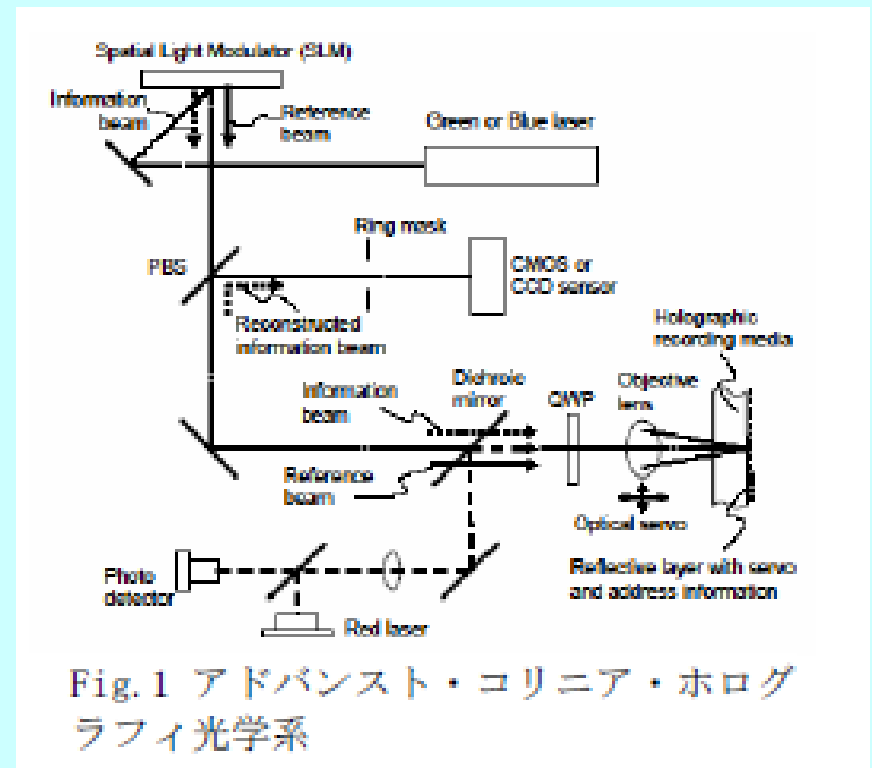 Spatial Light Modulator (SLM)
Information
beam
Reference
beam
Green or Blue laser
Ring mask
PBS
CMOS or
CCD sensor
Reconstructed
information beam
Holographic
recording media
Information
beam
Dichroic
mirror
QWP
Objective
lens
Reference
beam
Optical servo
Photo
detector
Reflective layer with servo
and address information
Red laser
Fig.1 アドバンスト・コリニア・ホログ
ラフィ光学系